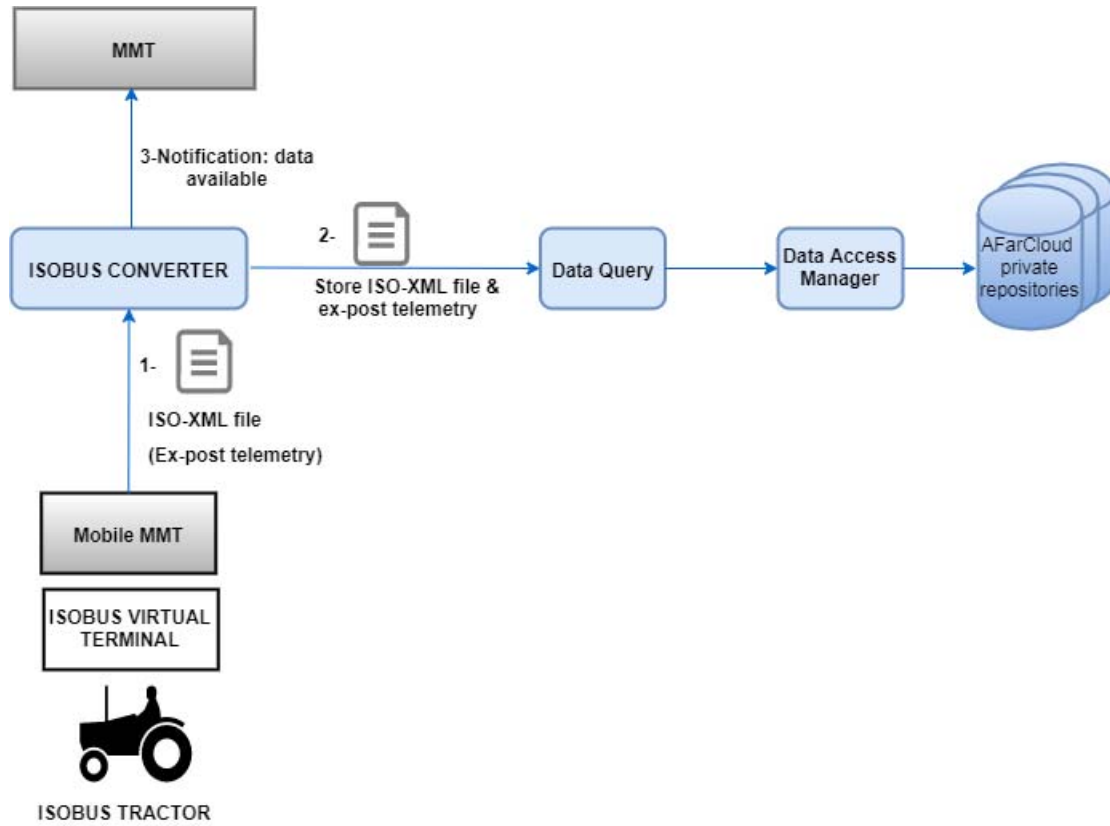 MMT
3-Notification: data
available
ISOBUS CONVERTER
2-
Store ISO-XML file &
ex-post telemetry
Data Query
Data Access
Manager
AFarCloud
private
repositories
1-
ISO-XML file
(Ex-post telemetry)
Mobile MMT
ISOBUS VIRTUAL
TERMINAL
ISOBUS TRACTOR